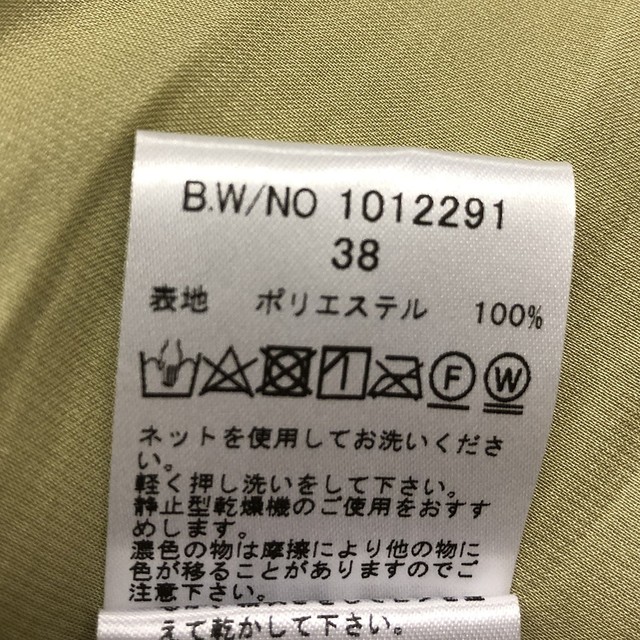 B.W/NO 1012291
38
表地 ポリエステル 100%
F W
ネットを使用してお洗いくださ
い。
軽く押し洗いをして下さい。
静止型乾燥機のご使用をおすす
めします。
濃色の物は摩擦により他の物に
色が移ることがありますのでご
注意下さい。
えて乾かして下さい。